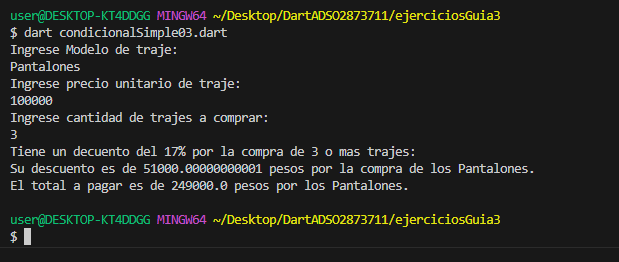 user@DESKTOP-KT4DDGG MINGW64 ~/Desktop/DartADSO2873711/ejerciciosGuia3
$ dart condicionalSimple03.dart
Ingrese Modelo de traje:
Pantalones
Ingrese precio unitario de traje:
100000
Ingrese cantidad de trajes a comprar:
3
Tiene un decuento del 17% por la compra de 3 o mas trajes:
Su descuento es de 51000.00000000001 pesos por la compra de los Pantalones.
El total a pagar es de 249000.0 pesos por los Pantalones.
user@DESKTOP-KT4DDGG MINGW64 ~/Desktop/DartADSO2873711/ejerciciosGuia3
$